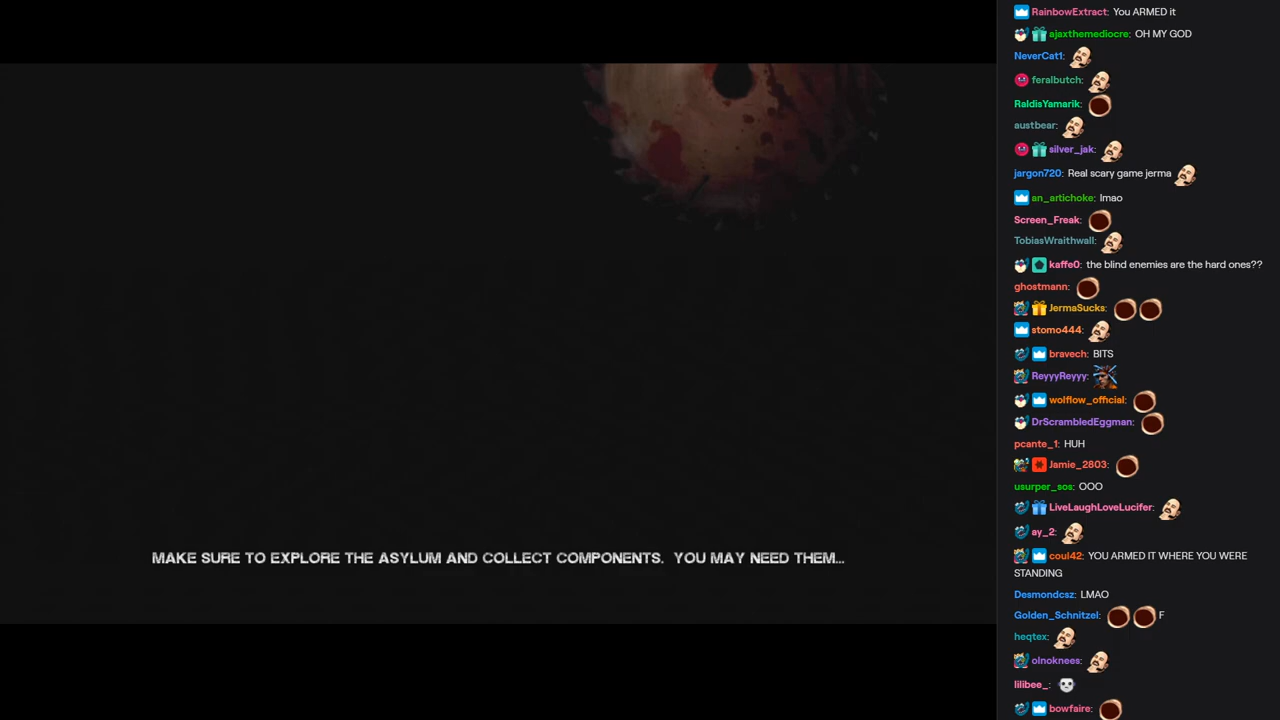 RainbowExtract: You ARMED it
ajaxthemediocre: OH MY GOD
NeverCat1:
feralbutch:
RaldisYamarik:
austbear:
silver_jak:
jargon720: Real scary game jerma
an_artichoke: lmao
Screen_Freak:
TobiasWraithwall:
kaffe0: the blind enemies are the hard ones??
ghostmann:
JermaSucks:
stomo444:
bravech: BITS
ReyyyReyyy:
wolflow_official:
DrScrambledEggman:
pcante_1: HUH
Jamie_2803:
usurper_sos: OOO
LiveLaughLoveLucifer:
ay_2:
coul42: YOU ARMED IT WHERE YOU WERE
STANDING
Desmondcsz: LMAO
Golden_Schnitzel: F
heqtex:
olnoknees:
lilibee_:
bowfaire:
MAKE SURE TO EXPLORE THE ASYLUM AND COLLECT COMPONENTS. YOU MAY NEED THEM...